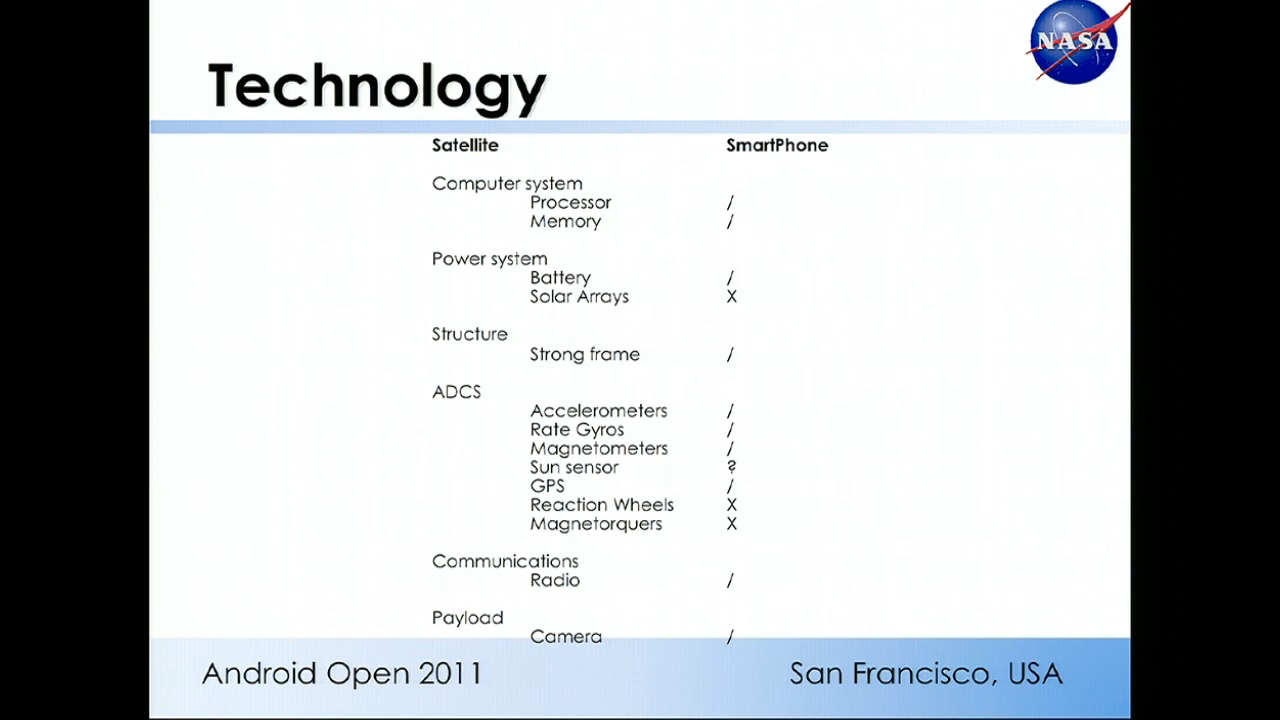 NASA
Technology
Satellite SmartPhone
Computer system
Processor /
Memory /
Power system
Battery /
Solar Arrays X
Structure
Strong frame /
ADCS
Accelerometers /
Rate Gyros /
Magnetometers /
Sun sensor ?
GPS /
Reaction Wheels X
Magnetorquers X
Communications
Radio /
Payload
Camera /
Android Open 2011 San Francisco, USA